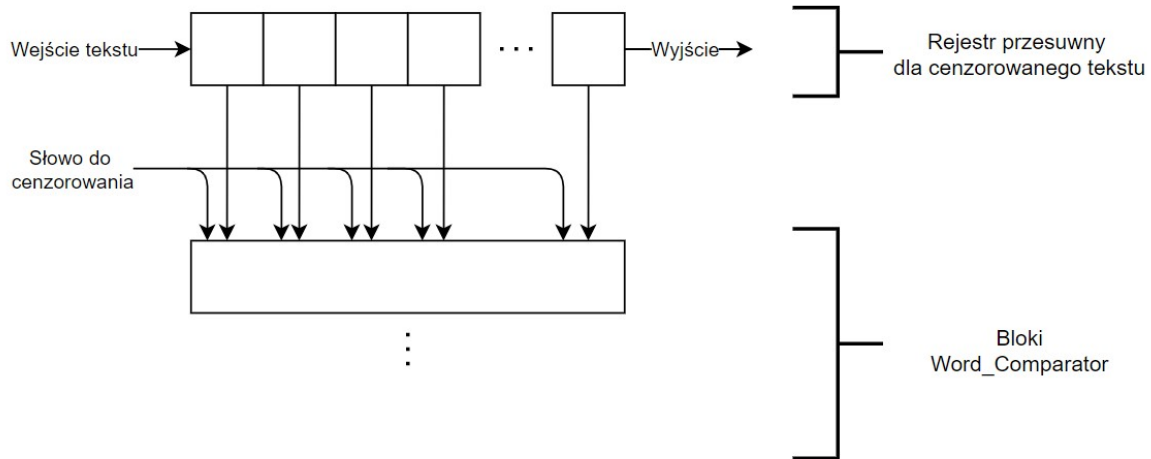 Wejście tekstu
Wyjście
Rejestr przesuwny
dla cenzorowanego tekstu
Słowo do
cenzorowania
Bloki
Word_Comparator